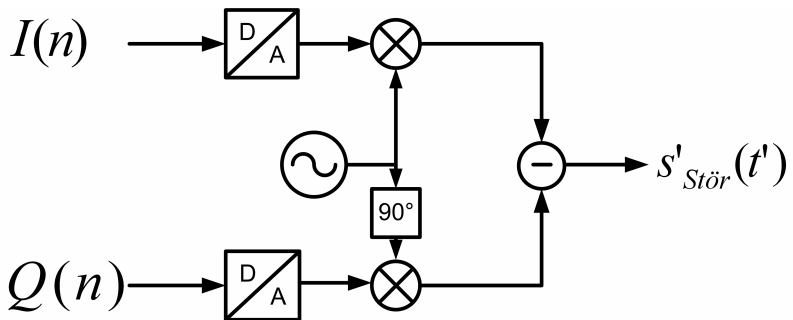 I(n)
D
A
90°
−
s'Stör(t')
Q(n)
D
A